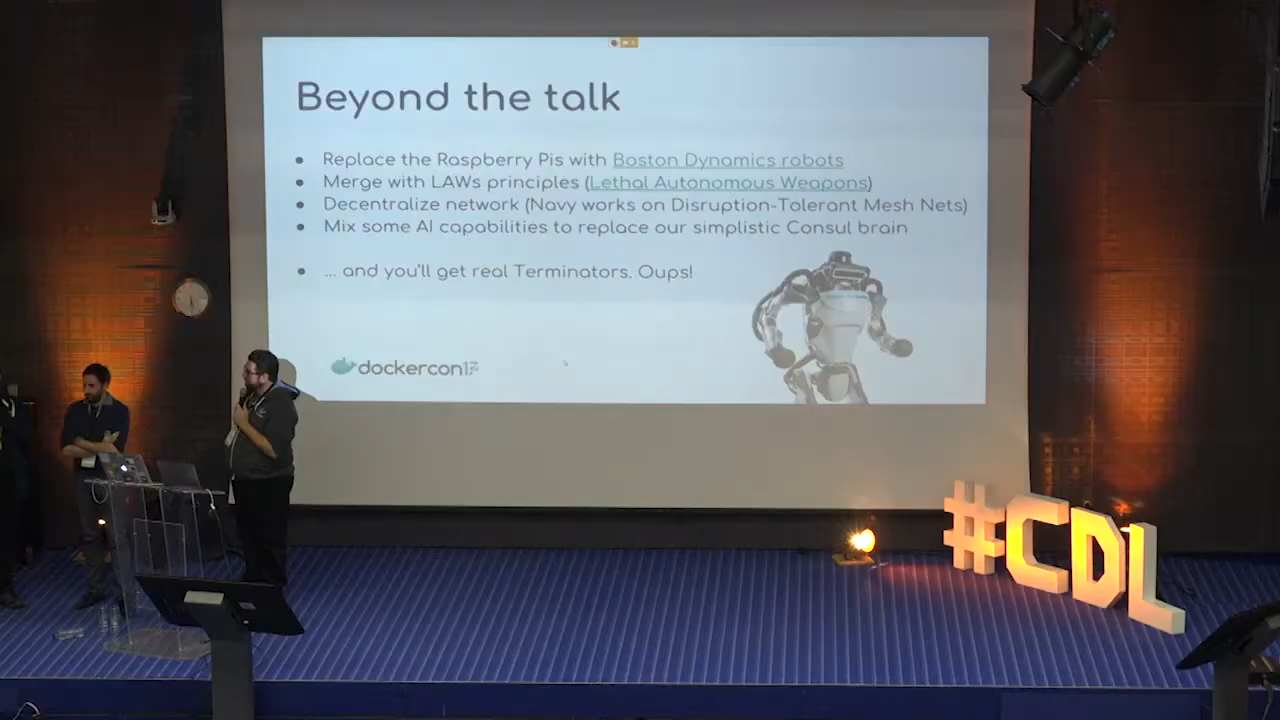 Beyond the talk
• Replace the Raspberry Pis with Boston Dynamics robots
• Merge with LAWs principles (Lethal Autonomous Weapons)
• Decentralize network (Navy works on Disruption-Tolerant Mesh Nets)
• Mix some AI capabilities to replace our simplistic Consul brain
• ... and you'll get real Terminators. Oups!
dockercon17
#CDL